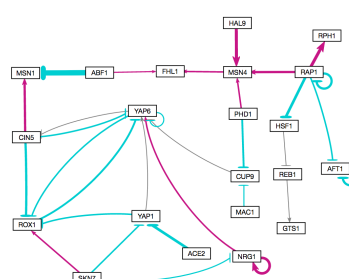 HAL9
RPH1
MSN1
ABF1
FHL1
MSN4
RAP1
YAP6
PHD1
HSF1
CIN5
AFT1
CUP9
REB1
MAC1
ROX1
YAP1
GTS1
ACE2
NRG1
SKN7